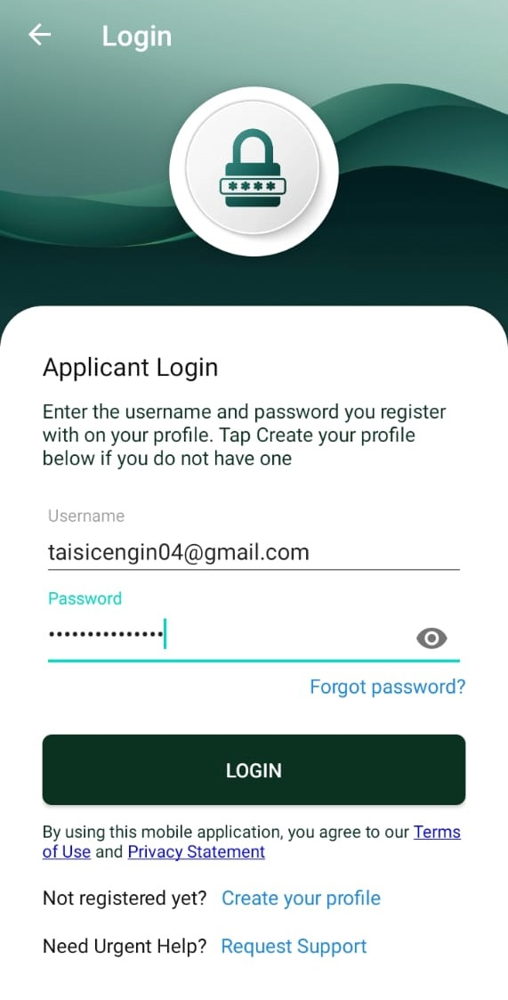 Login
****
Applicant Login
Enter the username and password you register
with on your profile. Tap Create your profile
below if you do not have one
Username
taisicengin04@gmail.com
Password
•••••••••••••••
Forgot password?
LOGIN
By using this mobile application, you agree to our Terms
of Use and Privacy Statement
Not registered yet? Create your profile
Need Urgent Help? Request Support